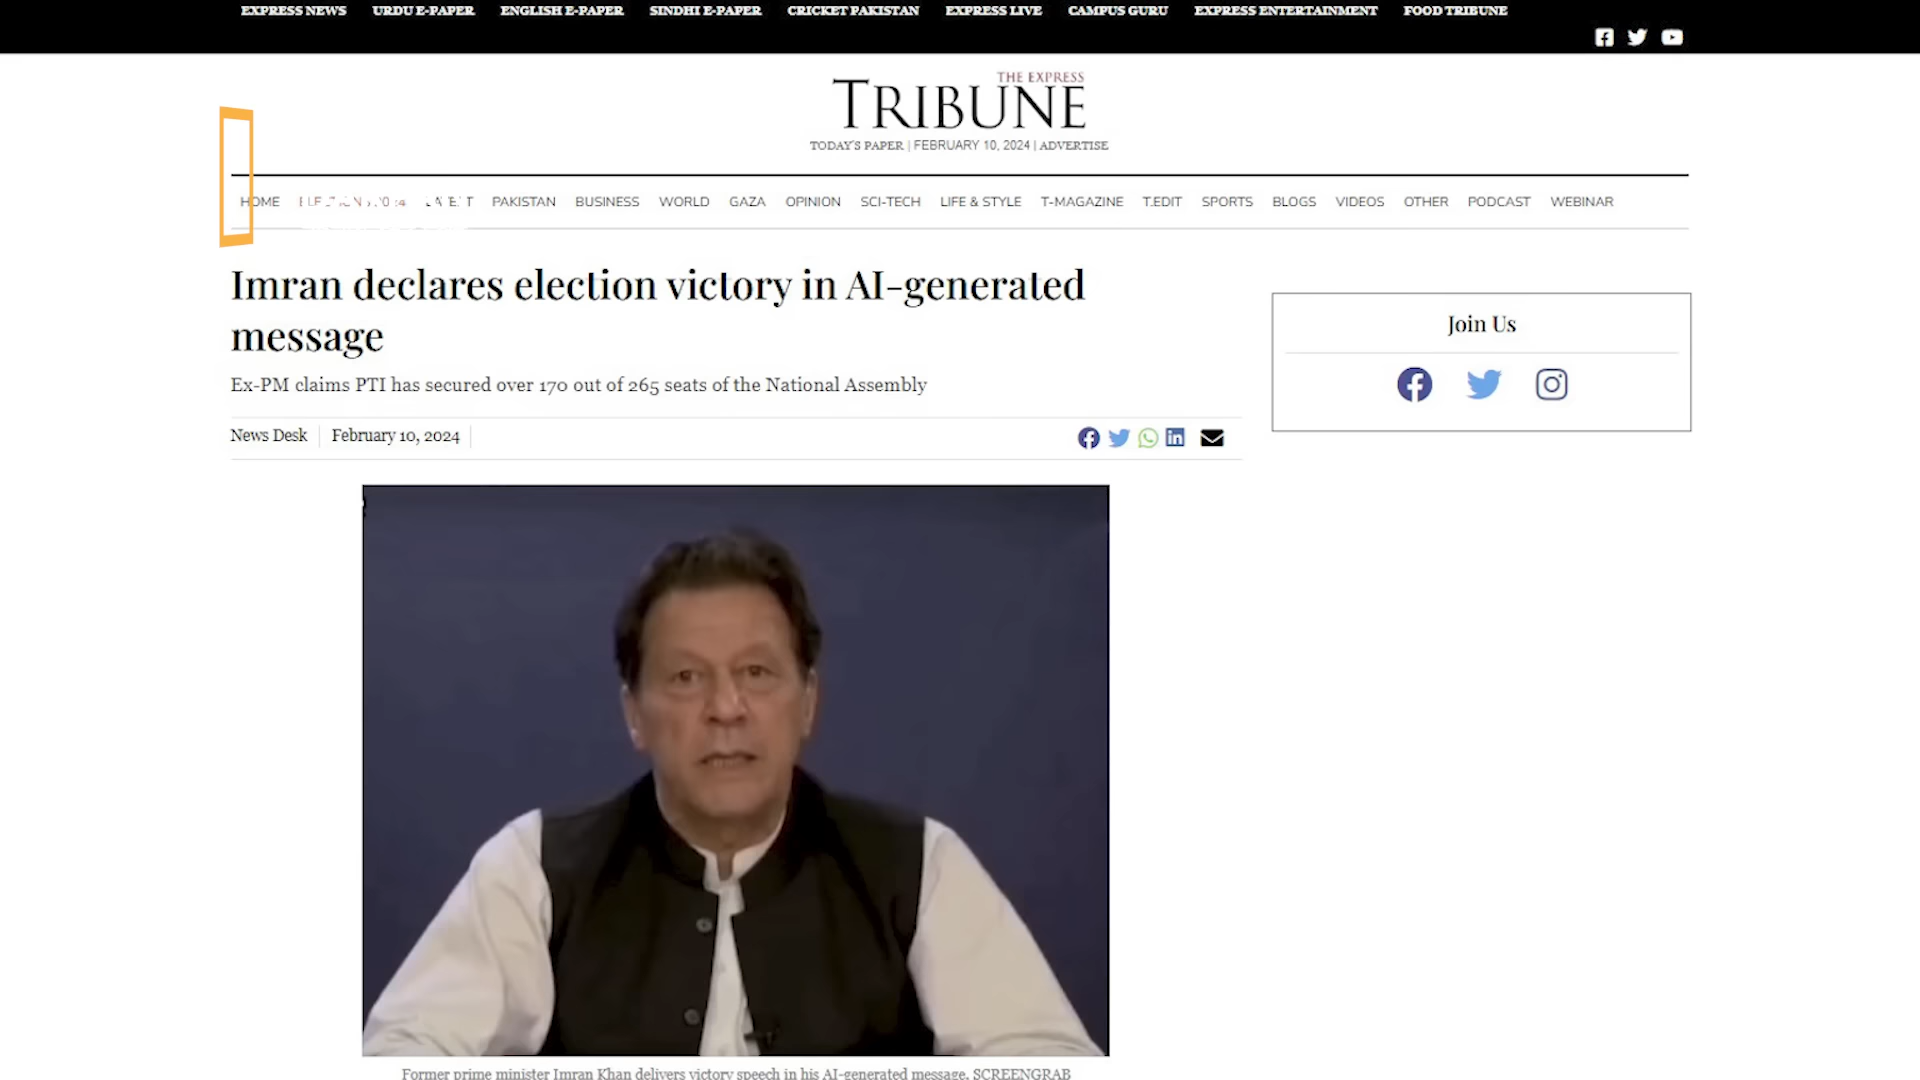 EXPRESS NEWS URDU E-PAPER ENGLISH E-PAPER SINDHI E-PAPER CRICKET PAKISTAN EXPRESS LIVE CAMPUS GURU EXPRESS ENTERTAINMENT FOOD TRIBUNE
THE EXPRESS
TRIBUNE
TODAY'S PAPER | FEBRUARY 10, 2024 | ADVERTISE
HOME PAKISTAN BUSINESS WORLD GAZA OPINION SCI-TECH LIFE & STYLE T-MAGAZINE T.EDIT SPORTS BLOGS VIDEOS OTHER PODCAST WEBINAR
Imran declares election victory in AI-generated
message
Ex-PM claims PTI has secured over 170 out of 265 seats of the National Assembly
News Desk February 10, 2024
Join Us
Former prime minister Imran Khan delivers victory speech in his AI-generated message. SCREENGRAB